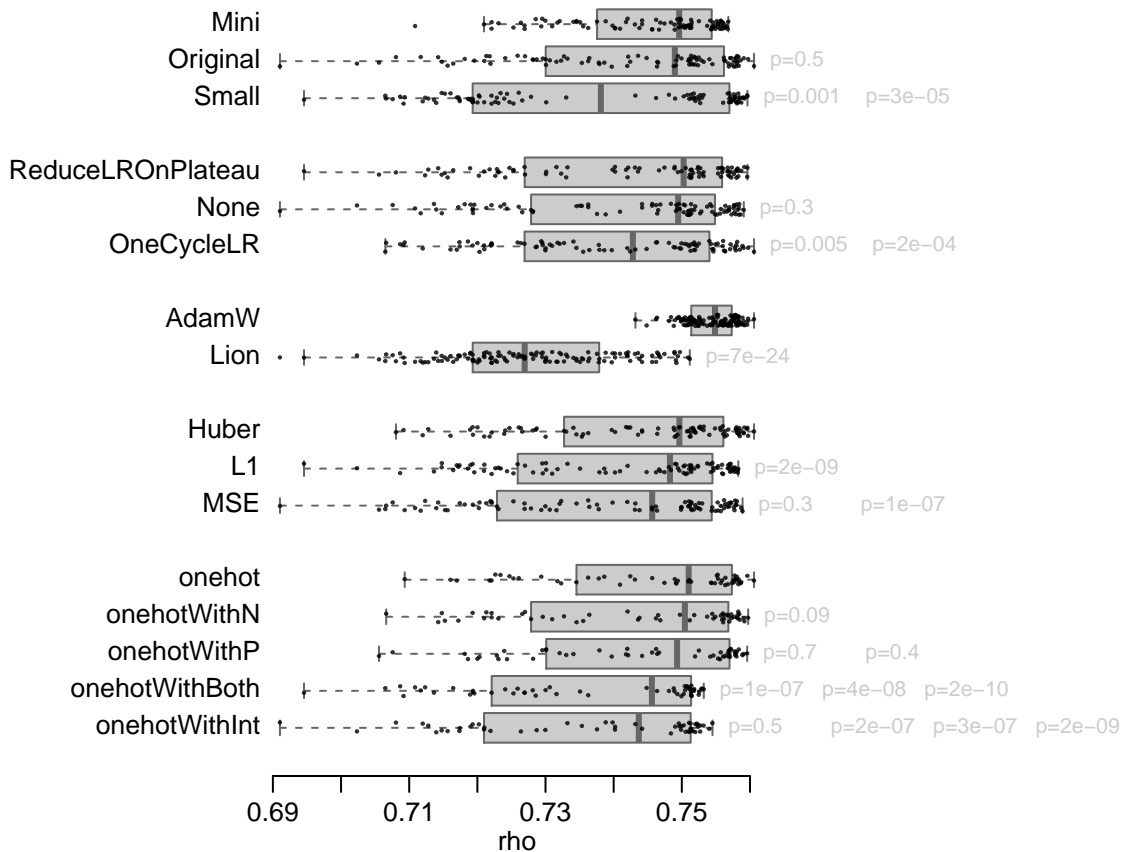 Mini
Original p=0.5
Small p=0.001 p=3e−05
ReduceLROnPlateau
None p=0.3
OneCycleLR p=0.005 p=2e−04
AdamW
Lion p=7e−24
Huber
L1 p=2e−09
MSE p=0.3 p=1e−07
onehot
onehotWithN p=0.09
onehotWithP p=0.7 p=0.4
onehotWithBoth p=1e−07 p=4e−08 p=2e−10
onehotWithInt p=0.5 p=2e−07 p=3e−07 p=2e−09
0.69 0.71 0.73 0.75
rho